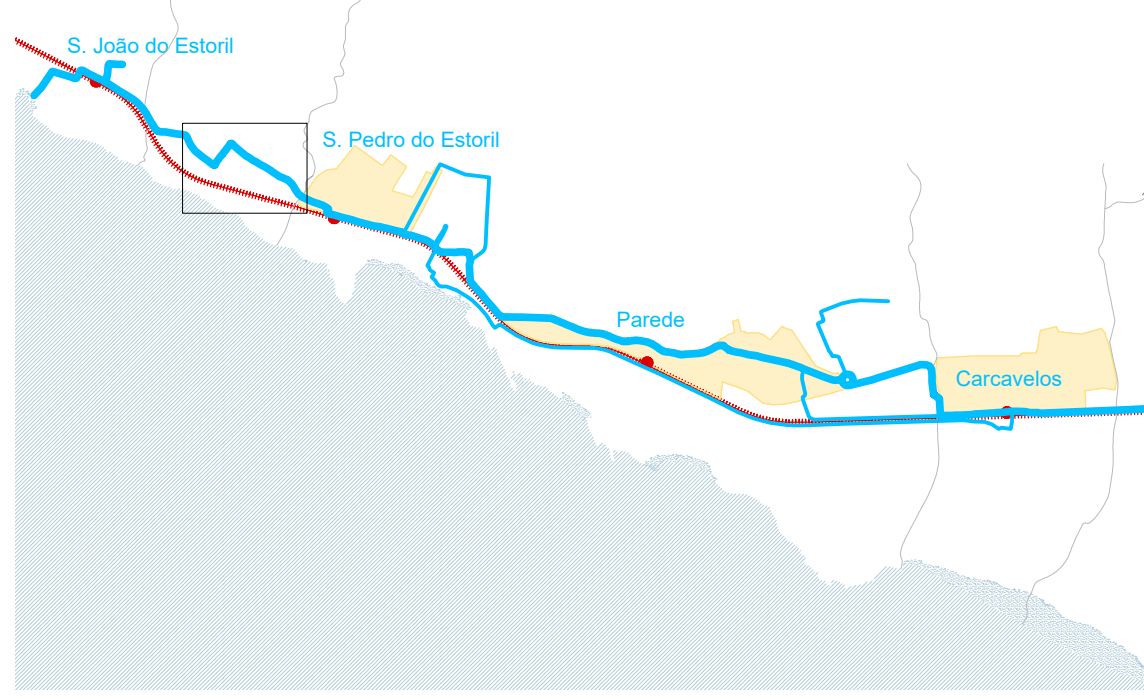 S. João do Estoril
S. Pedro do Estoril
Parede
Carcavelos